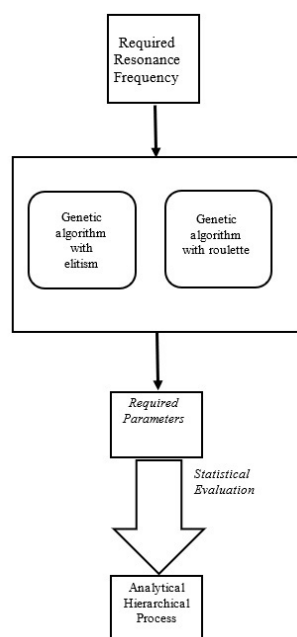 Required
Resonance
Frequency
Genetic
algorithm
with
elitism
Genetic
algorithm
with roulette
Required
Parameters
Statistical
Evaluation
Analytical
Hierarchical
Process